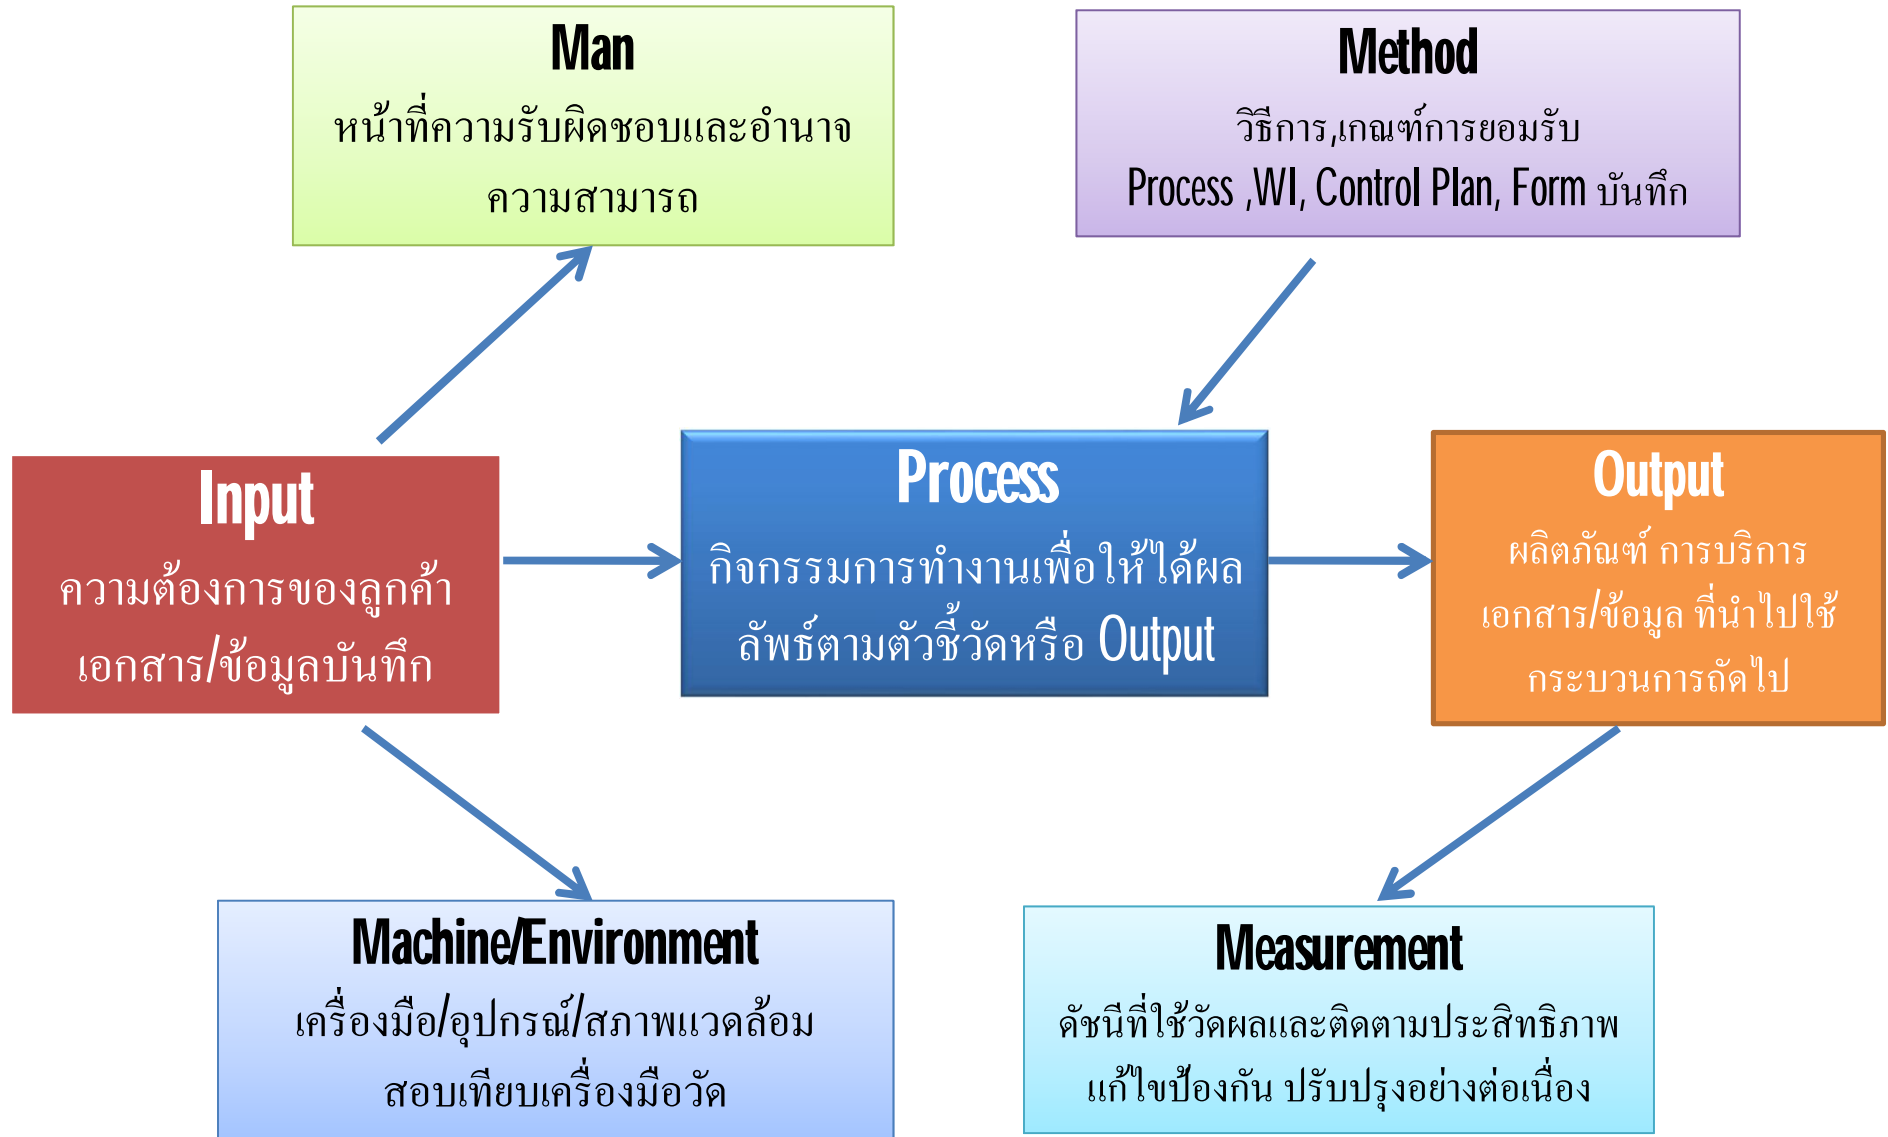 Man
หน้าที่ความรับผิดชอบและอำนาจ
ความสามารถ
Method
วิธีการ,เกณฑ์การยอมรับ
Process ,WI, Control Plan, Form บันทึก
Input
ความต้องการของลูกค้า
เอกสาร/ข้อมูลบันทึก
Process
กิจกรรมการทำงานเพื่อให้ได้ผล
ลัพธ์ตามตัวชี้วัดหรือ Output
Output
ผลิตภัณฑ์ การบริการ
เอกสาร/ข้อมูล ที่นำไปใช้
กระบวนการถัดไป
Machine/Environment
เครื่องมือ/อุปกรณ์/สภาพแวดล้อม
สอบเทียบเครื่องมือวัด
Measurement
ดัชนีที่ใช้วัดผลและติดตามประสิทธิภาพ
แก้ไขป้องกัน ปรับปรุงอย่างต่อเนื่อง